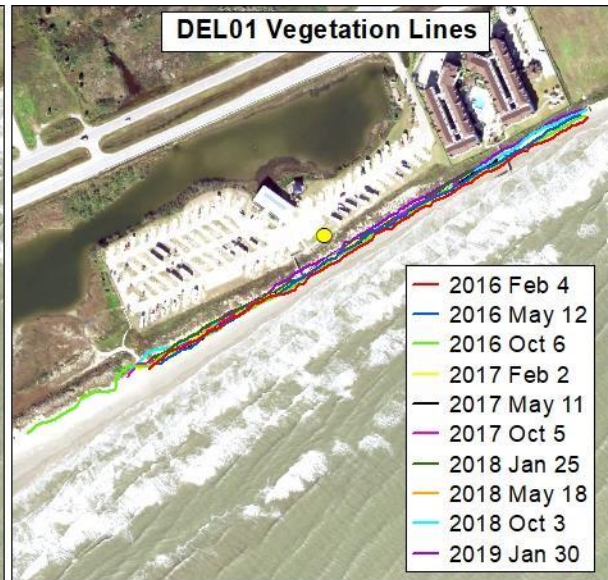 DEL01 Vegetation Lines
2016 Feb 4
2016 May 12
2016 Oct 6
2017 Feb 2
2017 May 11
2017 Oct 5
2018 Jan 25
2018 May 18
2018 Oct 3
2019 Jan 30